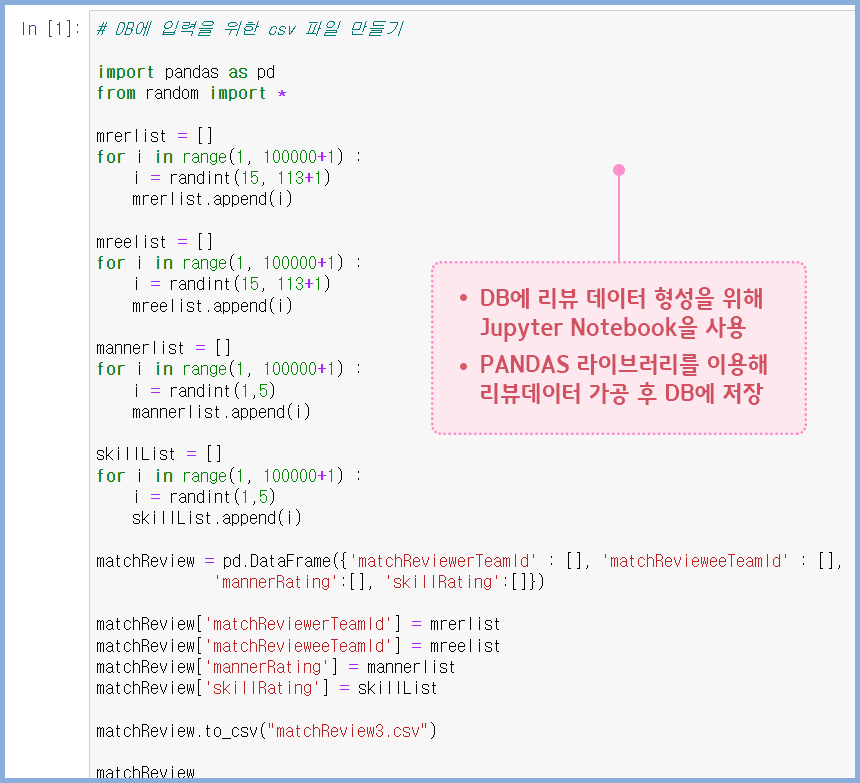 In [1]:
# DB에 입력을 위한 csv 파일 만들기
import pandas as pd
from random import *
mrerlist = []
for i in range(1, 100000+1) :
    i = randint(15, 113+1)
    mrerlist.append(i)
mreelist = []
for i in range(1, 100000+1) :
    i = randint(15, 113+1)
    mreelist.append(i)
mannerlist = []
for i in range(1, 100000+1) :
    i = randint(1,5)
    mannerlist.append(i)
skillList = []
for i in range(1, 100000+1) :
    i = randint(1,5)
    skillList.append(i)
matchReview = pd.DataFrame({'matchReviewerTeamId' : [], 'matchRevieweeTeamId' : [],
             'mannerRating':[], 'skillRating':[]})
matchReview['matchReviewerTeamId'] = mrerlist
matchReview['matchRevieweeTeamId'] = mreelist
matchReview['mannerRating'] = mannerlist
matchReview['skillRating'] = skillList
matchReview.to_csv("matchReview3.csv")
matchReview
• DB에 리뷰 데이터 형성을 위해
Jupyter Notebook을 사용
• PANDAS 라이브러리를 이용해
리뷰데이터 가공 후 DB에 저장